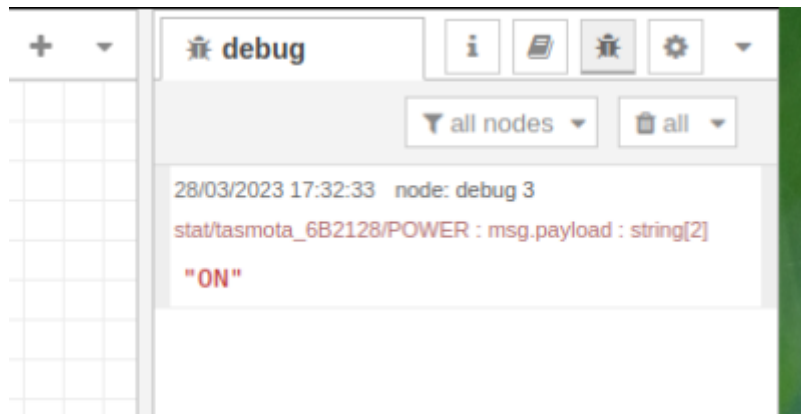 debug
all nodes
all
28/03/2023 17:32:33 node: debug 3
stat/tasmota_6B2128/POWER : msg.payload : string[2]
"ON"